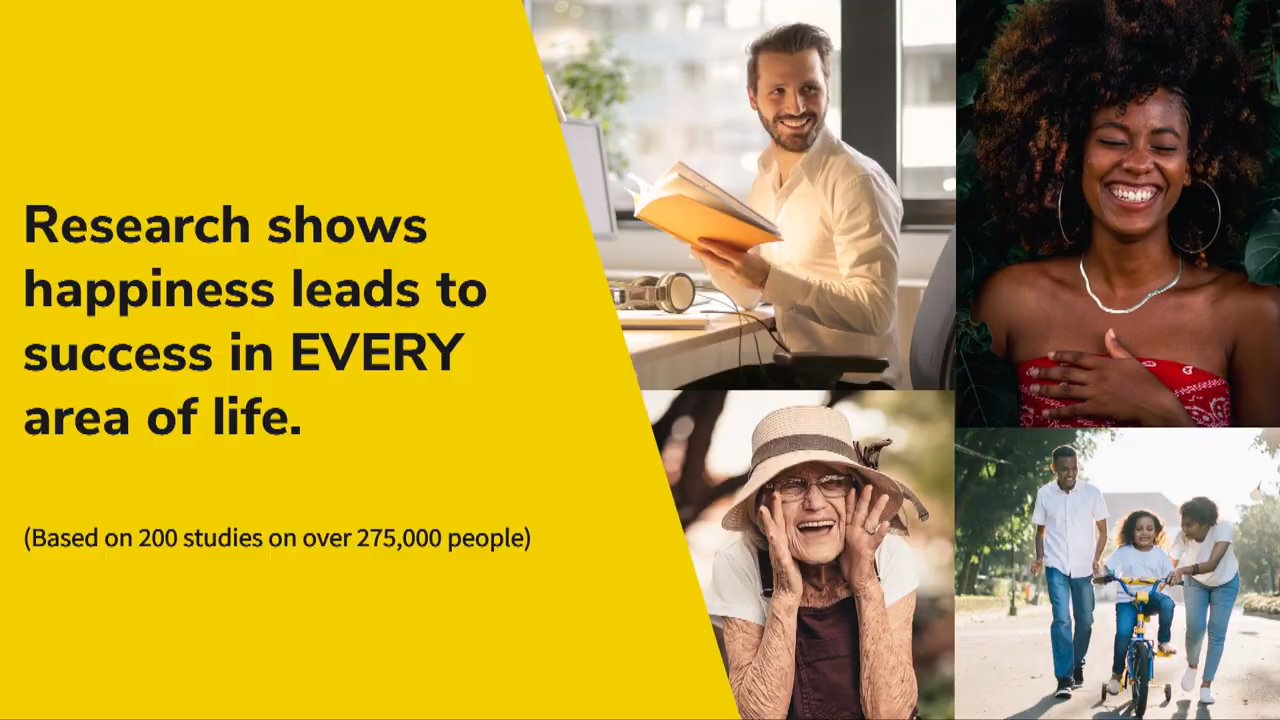 Research shows
happiness leads to
success in EVERY
area of life.
(Based on 200 studies on over 275,000 people)